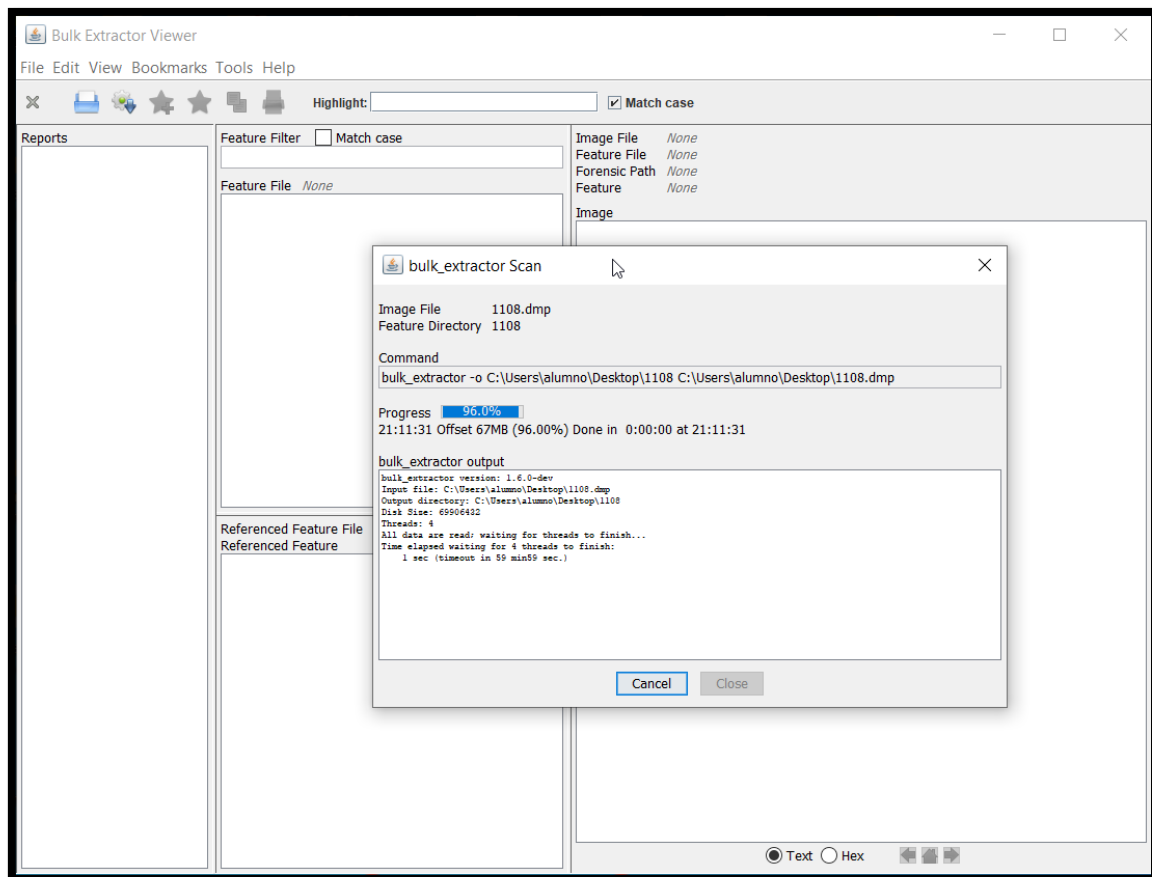 Bulk Extractor Viewer
File Edit View Bookmarks Tools Help
Highlight: Match case
Reports
Feature Filter Match case
Feature File None
Referenced Feature File
Referenced Feature
Image File None
Feature File None
Forensic Path None
Feature None
Image
bulk_extractor Scan
Image File 1108.dmp
Feature Directory 1108
Command
bulk_extractor -o C:\Users\alumno\Desktop\1108 C:\Users\alumno\Desktop\1108.dmp
Progress 96.0%
21:11:31 Offset 67MB (96.00%) Done in 0:00:00 at 21:11:31
bulk_extractor output
bulk_extractor version: 1.6.0-dev
Input file: C:\Users\alumno\Desktop\1108.dmp
Output directory: C:\Users\alumno\Desktop\1108
Disk Size: 69906432
Threads: 4
All data are read; waiting for threads to finish...
Time elapsed waiting for 4 threads to finish:
1 sec (timeout in 59 min59 sec.)
Cancel Close
Text Hex